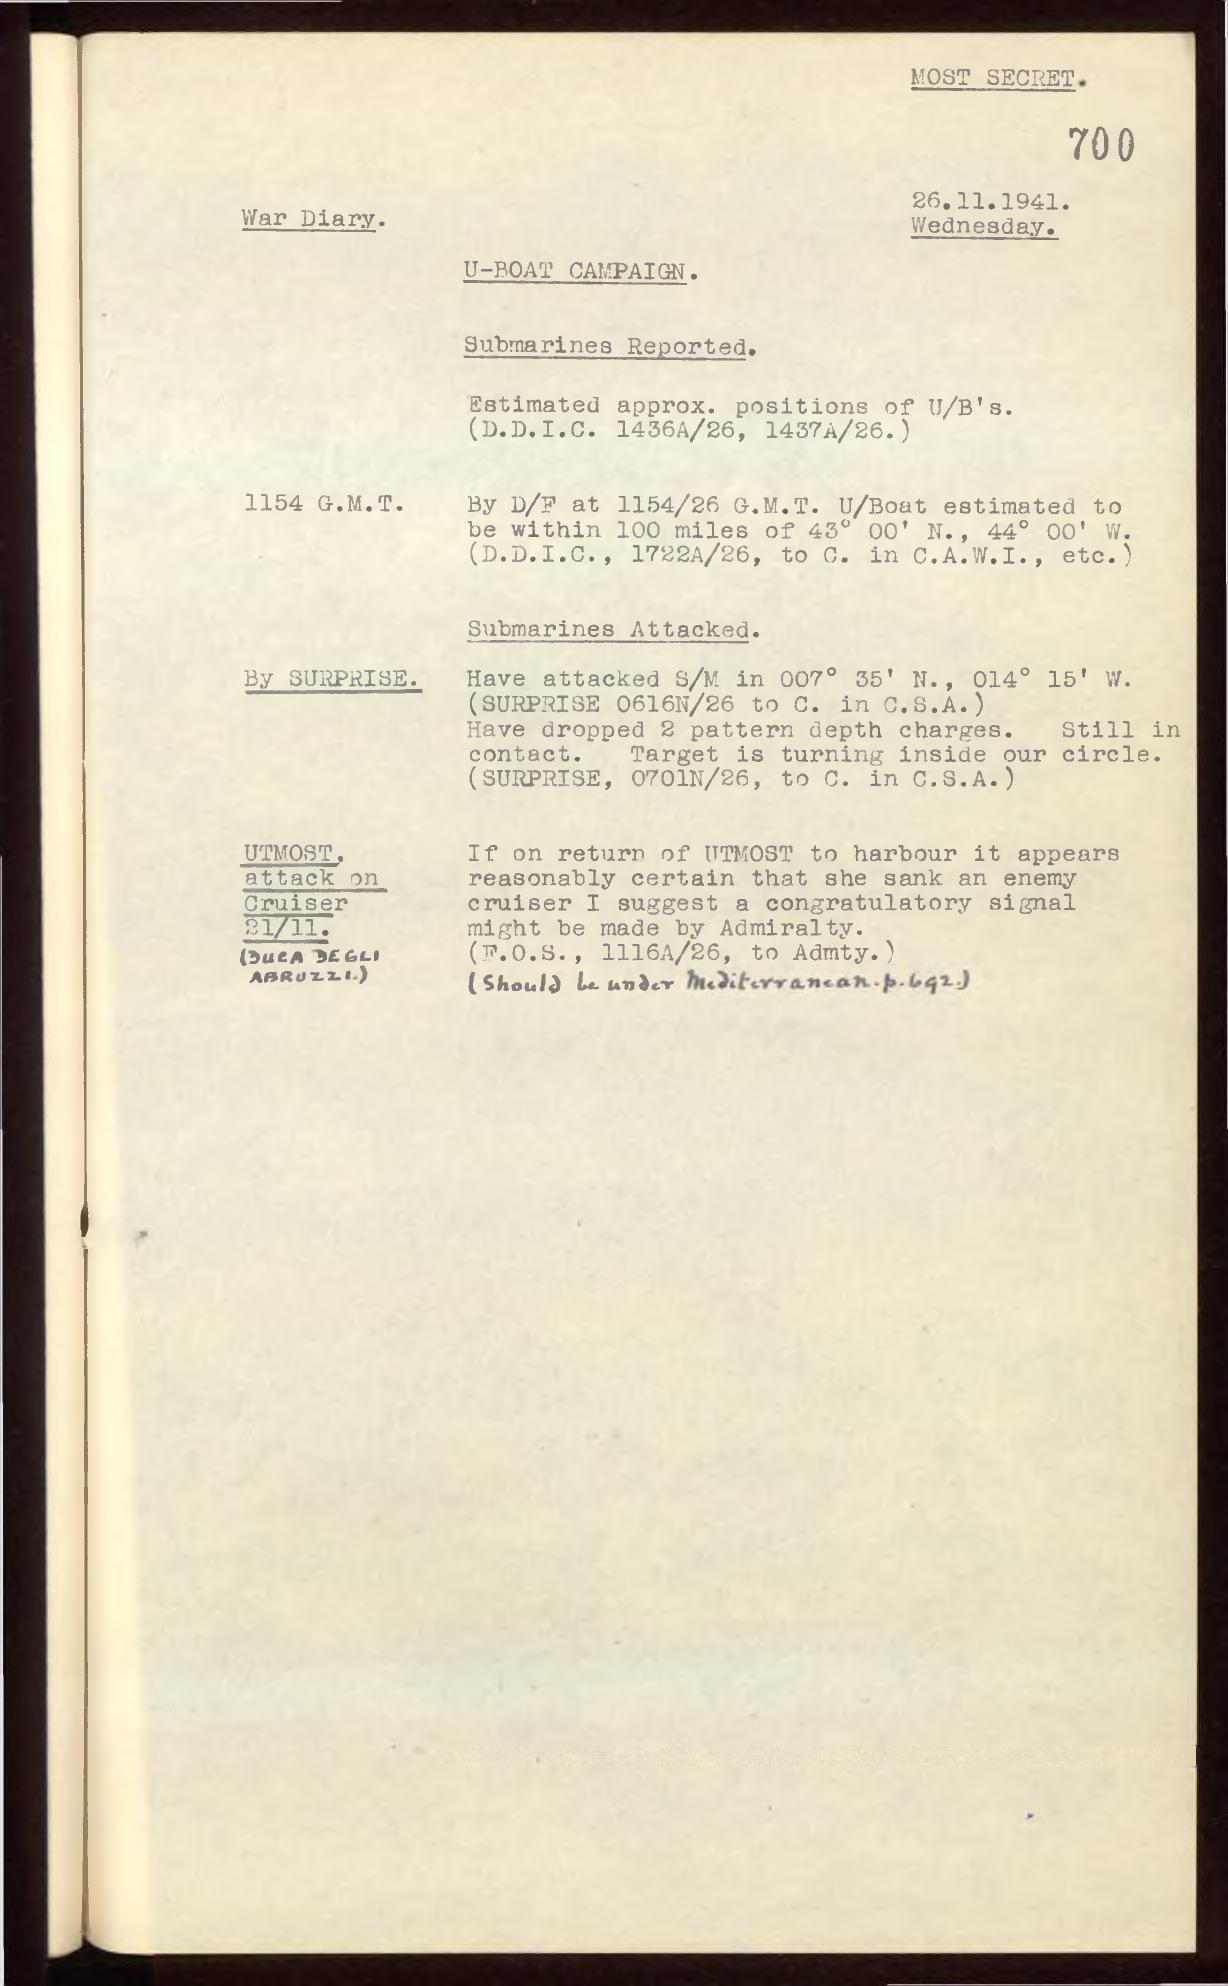 MOST SECRET.
700
26.11.1941.
War Diary.
Wednesday.
U-BOAT CAMPAIGN.
Submarines Reported.
Estimated approx. positions of U/B's.
(D.D.I.C. 1436A/26, 1437A/26.)
1154 G.M.T.
By D/F at 1154/26 G.M.T. U/Boat estimated to
be within 100 miles of 43° 00' N., 44° 00' W.
(D.D.I.C., 1722A/26, to C. in C.A.W.I., etc.)
Submarines Attacked.
By SURPRISE.
Have attacked S/M in 007° 35' N., 014° 15' W.
(SURPRISE 0616N/26 to C. in C.S.A.)
Have dropped 2 pattern depth charges. Still in
contact. Target is turning inside our circle.
(SURPRISE, 0701N/26, to C. in C.S.A.)
UTMOST.
attack on
Cruiser
21/11.
(DUCA DEGLI
ABRUZZI.)
If on return of UTMOST to harbour it appears
reasonably certain that she sank an enemy
cruiser I suggest a congratulatory signal
might be made by Admiralty.
(F.O.S., 1116A/26, to Admty.)
(Should be under Mediterranean. p. 692.)